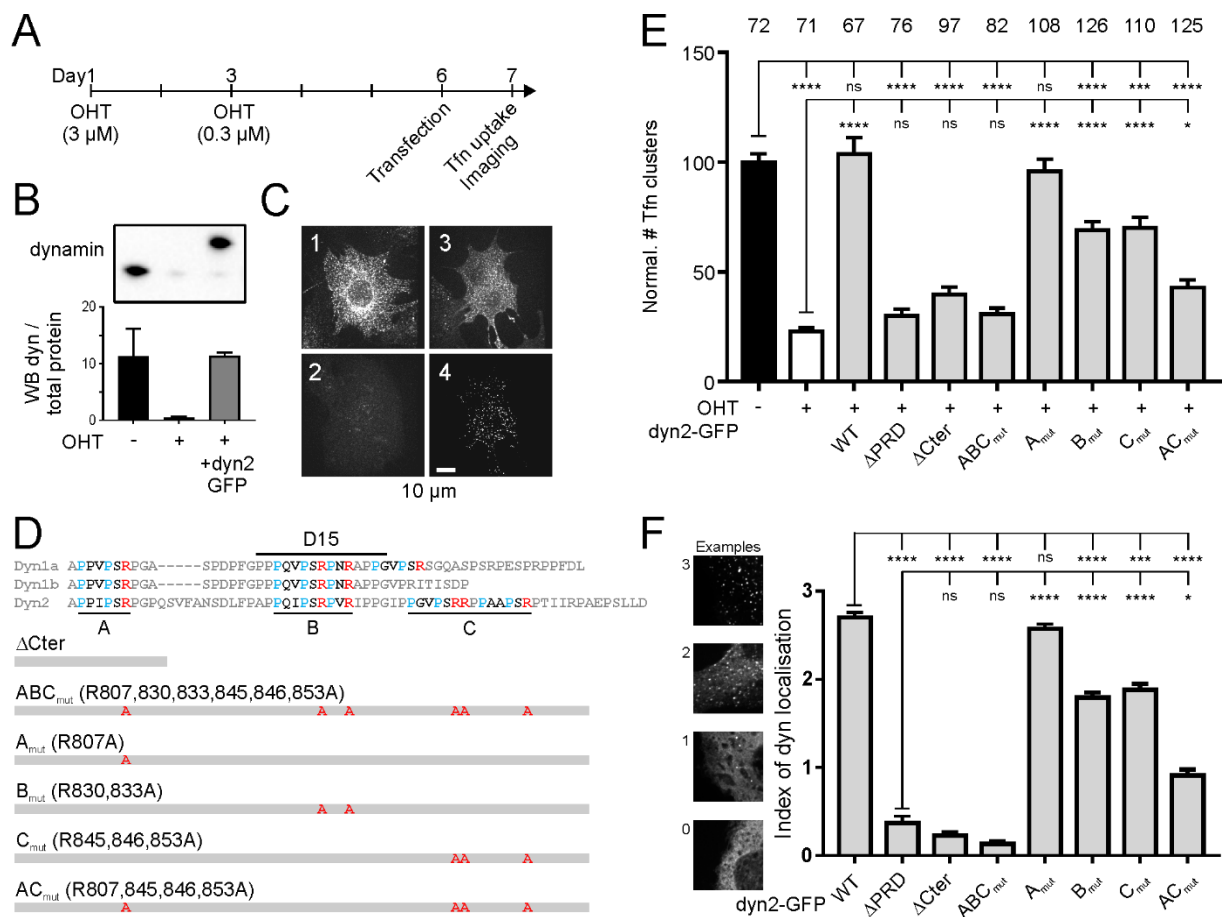 A
Day1 3 6 7
OHT OHT
(3 µM) (0.3 µM)
Transfection
Tfn uptake
Imaging
B
dynamin
20
10
0
WB dyn /
total protein
OHT - + +
+dyn2
GFP
C
1 3
2 4
10 µm
D
D15
Dyn1a APPVPSRPGA-----SPDPFGPPPQVPSRPNRAPPGVPSRSGQASPSRPESPRPPFDL
Dyn1b APPVPSRPGA-----SPDPFGPPPQVPSRPNRAPPGVPRITISDP
Dyn2 APPIPSRPGPQSVFANSDLFPAPPQIPSRPVRIPPGIPPGVPSRRPPAAPSRPTIIRPAEPSLLD
A B C
ΔCter
ABCmut (R807,830,833,845,846,853A)
A A A AA A
Amut (R807A)
A
Bmut (R830,833A)
A A
Cmut (R845,846,853A)
AA A
ACmut (R807,845,846,853A)
A AA A
E
72 71 67 76 97 82 108 126 110 125
**** ns **** **** **** ns **** *** ****
**** ns ns ns **** **** **** *
150
100
50
0
Normal. # Tfn clusters
OHT - + + + + + + + + +
dyn2-GFP WT ΔPRD ΔCter ABCmut Amut Bmut Cmut ACmut
F
Examples
3
2
1
0
**** **** **** ns **** *** ****
ns ns **** **** **** *
3
2
1
0
Index of dyn localisation
dyn2-GFP WT ΔPRD ΔCter ABCmut Amut Bmut Cmut ACmut